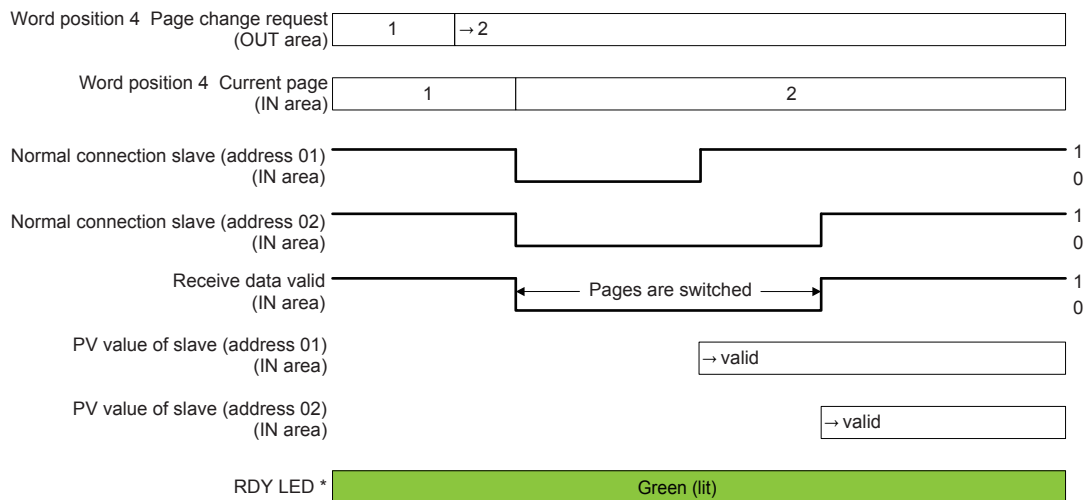 Word position 4 Page change request
(OUT area)
1
→ 2
Word position 4 Current page
(IN area)
1
2
Normal connection slave (address 01)
(IN area)
1
0
Normal connection slave (address 02)
(IN area)
1
0
Receive data valid
(IN area)
Pages are switched
1
0
PV value of slave (address 01)
(IN area)
→ valid
PV value of slave (address 02)
(IN area)
→ valid
RDY LED *
Green (lit)